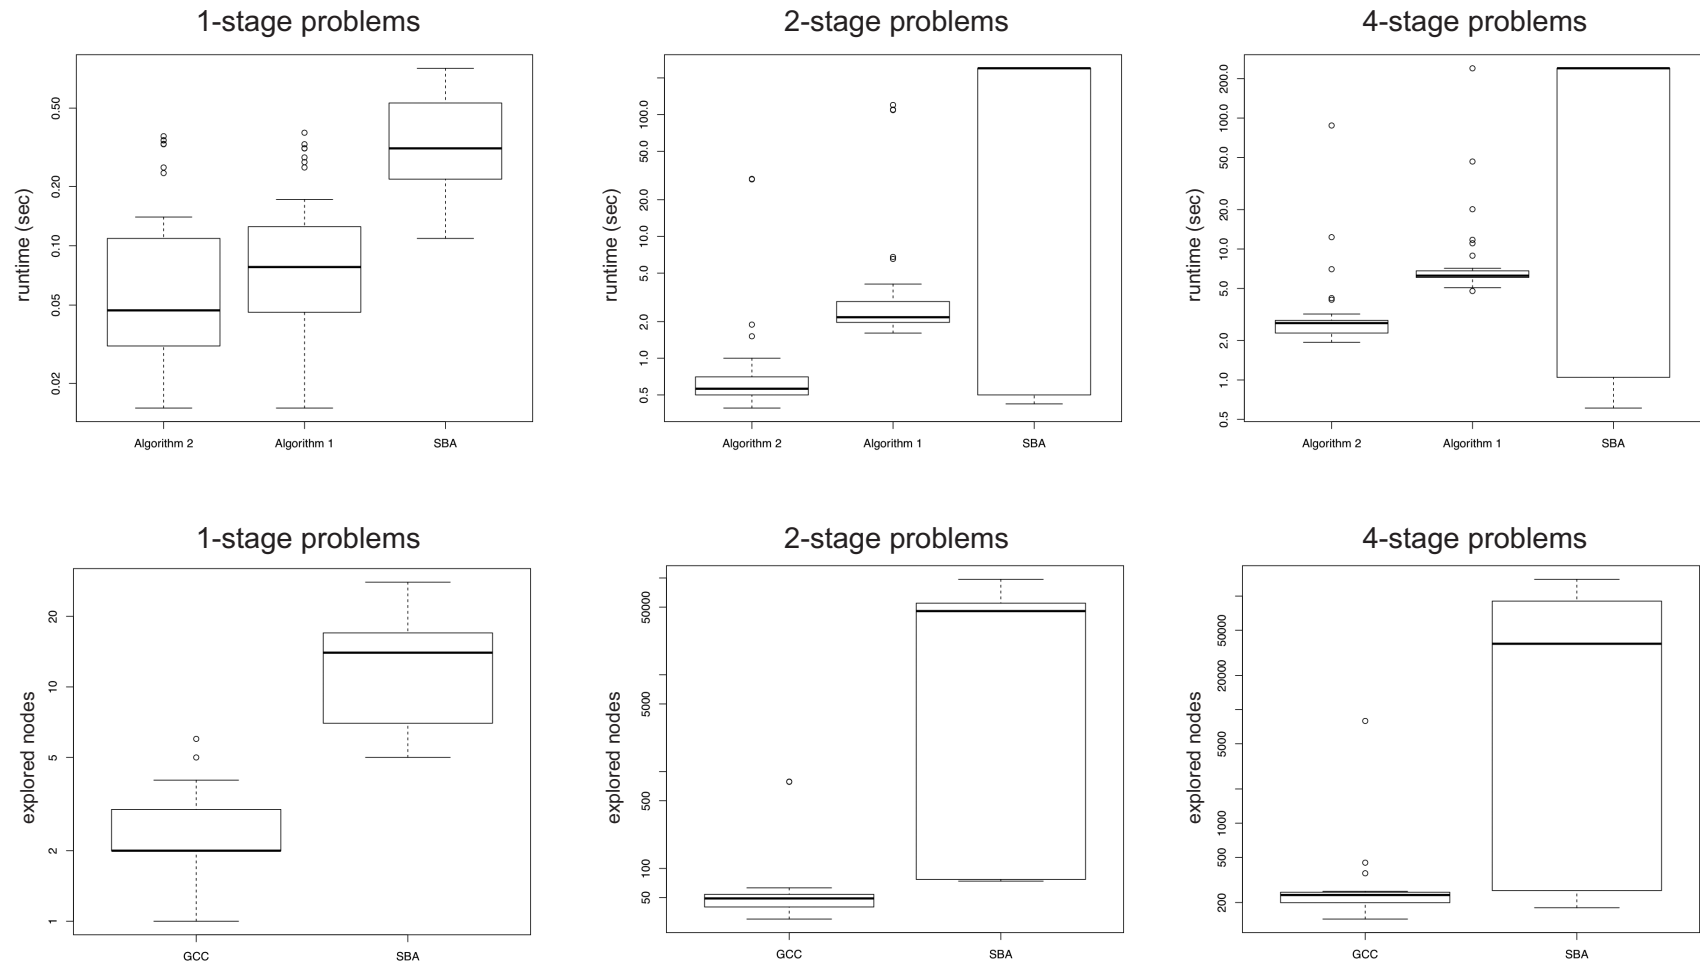 1-stage problems
2-stage problems
4-stage problems
runtime (sec)
0.50
0.20
0.10
0.05
0.02
Algorithm 2
Algorithm 1
SBA
runtime (sec)
100.0
50.0
20.0
10.0
5.0
2.0
1.0
0.5
Algorithm 2
Algorithm 1
SBA
runtime (sec)
200.0
100.0
50.0
20.0
10.0
5.0
2.0
1.0
0.5
Algorithm 2
Algorithm 1
SBA
1-stage problems
2-stage problems
4-stage problems
explored nodes
20
10
5
2
1
GCC
SBA
explored nodes
50000
5000
500
100
50
GCC
SBA
explored nodes
50000
20000
5000
1000
500
200
GCC
SBA